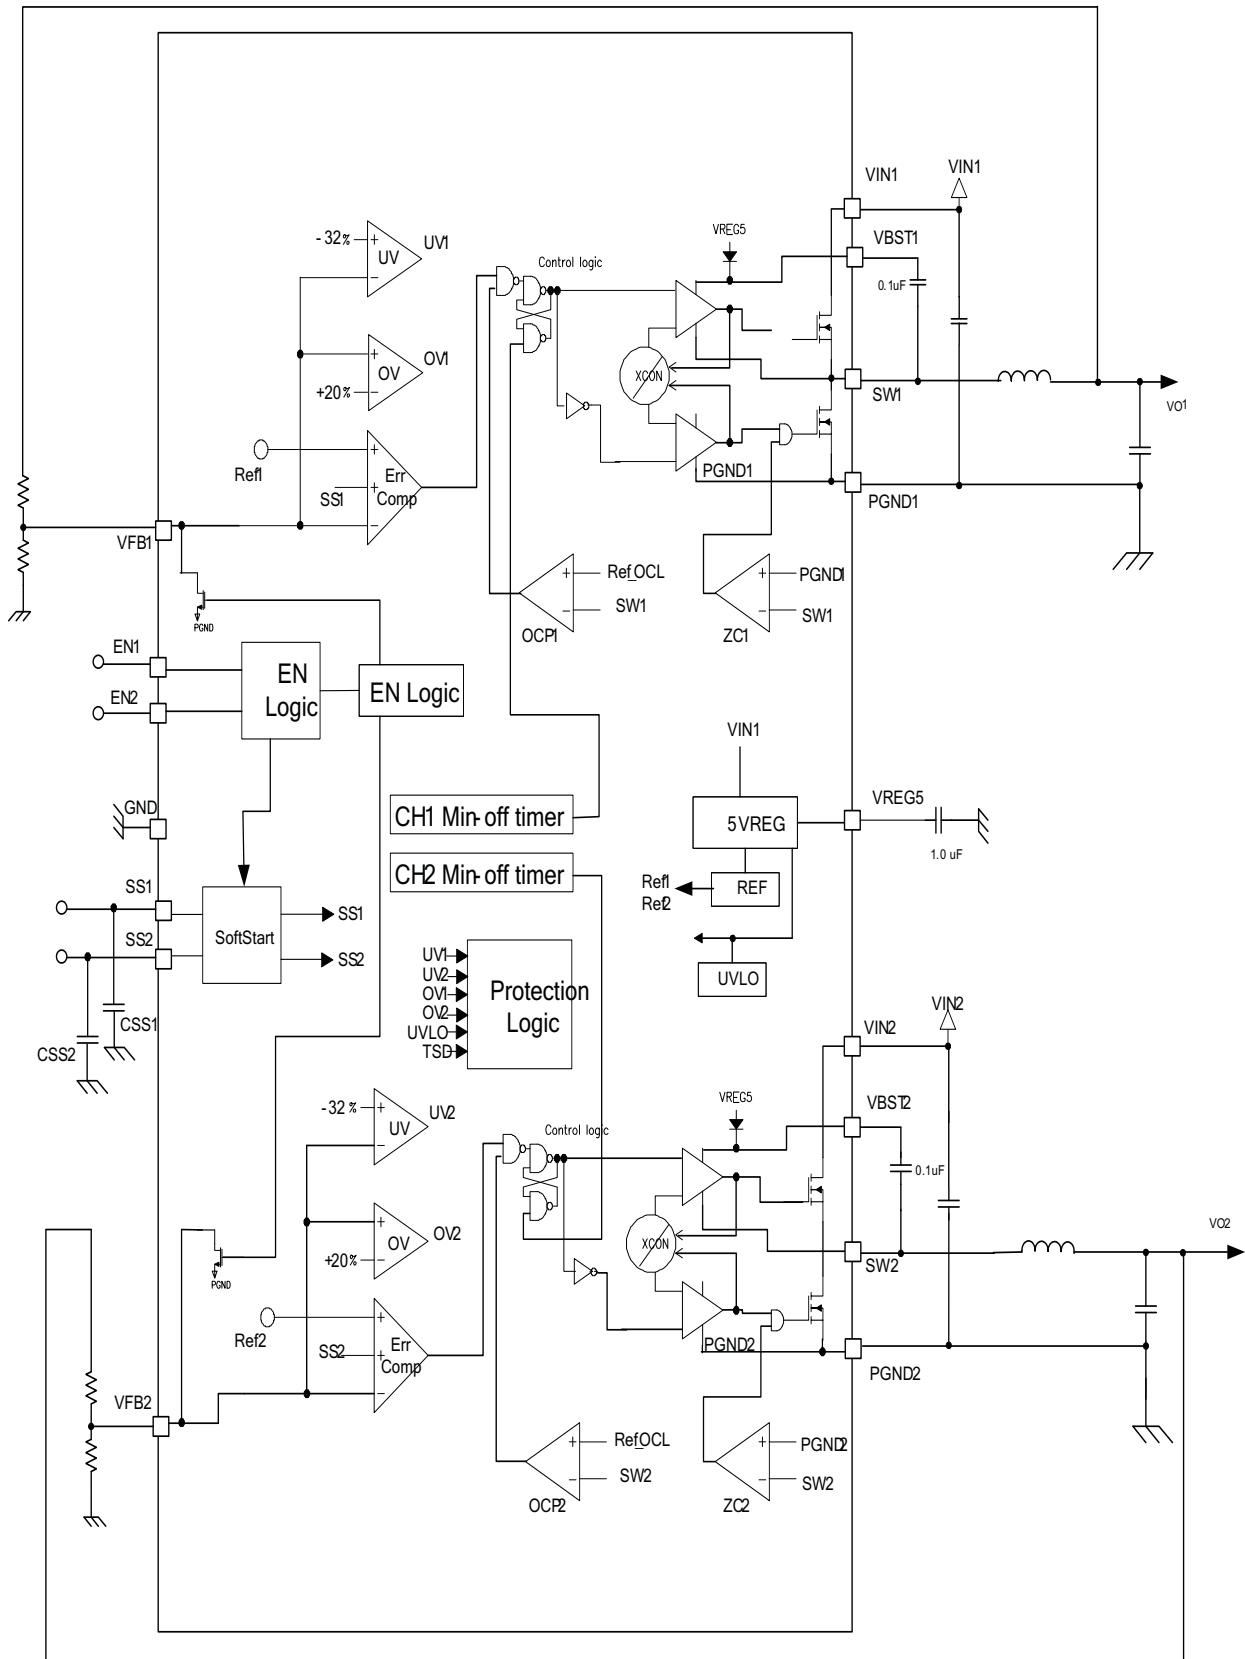 VIN1
VIN1
- 32%
+
UV
−
UV1
VREG5
VBST1
Control logic
0.1uF
+
OV
−
OV1
+20%
XCON
SW1
VO1
Ref1
+
Err
Comp
SS1
+
−
PGND1
PGND1
VFB1
PGND
+
−
Ref_OCL
SW1
OCP1
+
−
PGND1
SW1
ZC1
EN1
EN2
EN
Logic
EN Logic
VIN1
GND
CH1 Min-off timer
5VREG
VREG5
1.0 uF
CH2 Min-off timer
Ref1
Ref2
REF
SS1
SS2
SoftStart
SS1
SS2
UV1
UV2
OV1
OV2
UVLO
TSD
Protection
Logic
UVLO
CSS1
CSS2
VIN2
VIN2
- 32%
+
UV
−
UV2
VREG5
VBST2
Control logic
0.1uF
+
OV
−
OV2
+20%
XCON
SW2
VO2
PGND
Ref2
+
Err
Comp
SS2
+
−
PGND2
PGND2
VFB2
+
−
Ref_OCL
SW2
OCP2
+
−
PGND2
SW2
ZC2